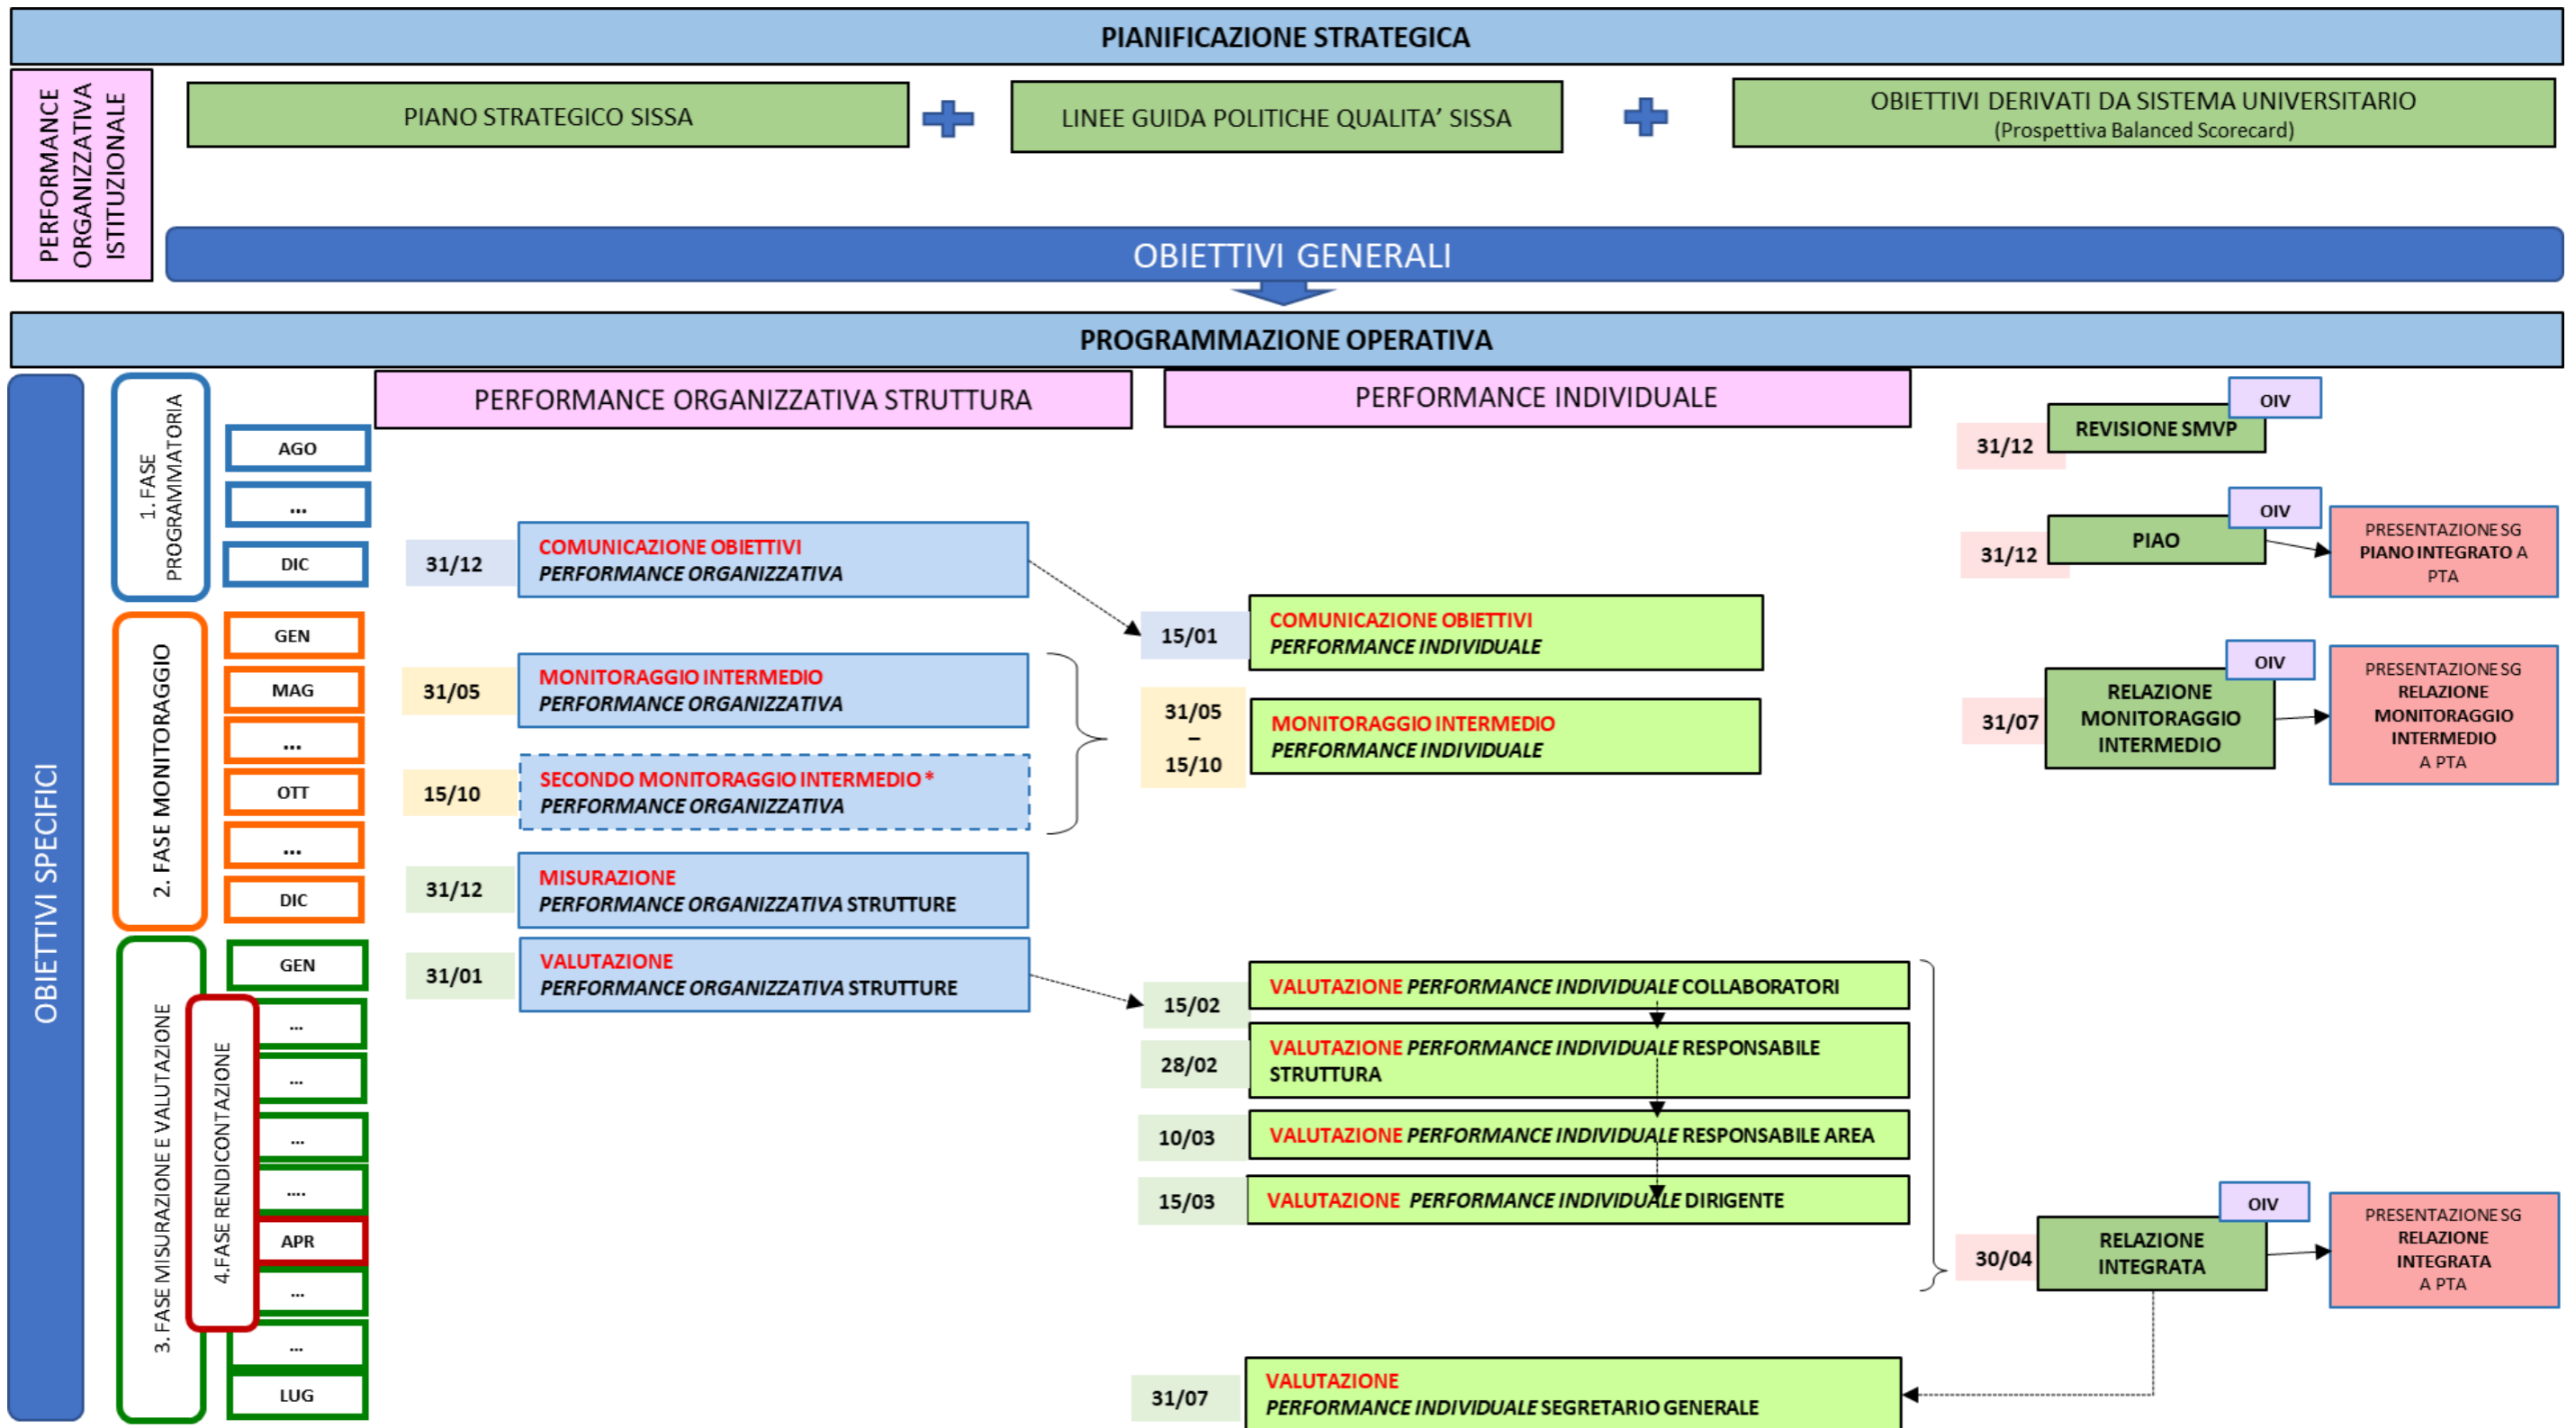 PIANIFICAZIONE STRATEGICA
PERFORMANCE
ORGANIZZATIVA
ISTITUZIONALE
PIANO STRATEGICO SISSA
LINEE GUIDA POLITICHE QUALITA’ SISSA
OBIETTIVI DERIVATI DA SISTEMA UNIVERSITARIO
(Prospettiva Balanced Scorecard)
OBIETTIVI GENERALI
PROGRAMMAZIONE OPERATIVA
OBIETTIVI SPECIFICI
1. FASE
PROGRAMMATORIA
AGO
...
DIC
2. FASE MONITORAGGIO
GEN
MAG
...
OTT
...
DIC
3. FASE MISURAZIONE E VALUTAZIONE
4.FASE RENDICONTAZIONE
GEN
...
...
...
....
APR
...
...
LUG
PERFORMANCE ORGANIZZATIVA STRUTTURA
31/12
COMUNICAZIONE OBIETTIVI
PERFORMANCE ORGANIZZATIVA
31/05
MONITORAGGIO INTERMEDIO
PERFORMANCE ORGANIZZATIVA
15/10
SECONDO MONITORAGGIO INTERMEDIO *
PERFORMANCE ORGANIZZATIVA
31/12
MISURAZIONE
PERFORMANCE ORGANIZZATIVA STRUTTURE
31/01
VALUTAZIONE
PERFORMANCE ORGANIZZATIVA STRUTTURE
PERFORMANCE INDIVIDUALE
15/01
COMUNICAZIONE OBIETTIVI
PERFORMANCE INDIVIDUALE
31/05
–
15/10
MONITORAGGIO INTERMEDIO
PERFORMANCE INDIVIDUALE
15/02
VALUTAZIONE PERFORMANCE INDIVIDUALE COLLABORATORI
28/02
VALUTAZIONE PERFORMANCE INDIVIDUALE RESPONSABILE
STRUTTURA
10/03
VALUTAZIONE PERFORMANCE INDIVIDUALE RESPONSABILE AREA
15/03
VALUTAZIONE PERFORMANCE INDIVIDUALE DIRIGENTE
31/07
VALUTAZIONE
PERFORMANCE INDIVIDUALE SEGRETARIO GENERALE
OIV
31/12
REVISIONE SMVP
OIV
31/12
PIAO
PRESENTAZIONE SG
PIANO INTEGRATO A
PTA
OIV
31/07
RELAZIONE
MONITORAGGIO
INTERMEDIO
PRESENTAZIONE SG
RELAZIONE
MONITORAGGIO
INTERMEDIO
A PTA
OIV
30/04
RELAZIONE
INTEGRATA
PRESENTAZIONE SG
RELAZIONE
INTEGRATA
A PTA